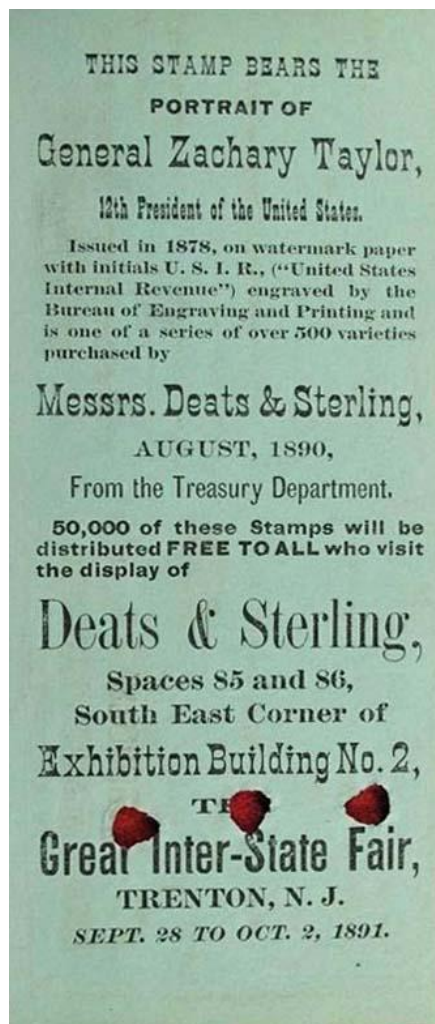 THIS STAMP BEARS THE
PORTRAIT OF
General Zachary Taylor,
12th President of the United States.
Issued in 1878, on watermark paper
with initials U. S. I. R., ("United States
Internal Revenue") engraved by the
Bureau of Engraving and Printing and
is one of a series of over 500 varieties
purchased by
Messrs. Deats & Sterling,
AUGUST, 1890,
From the Treasury Department.
50,000 of these Stamps will be
distributed FREE TO ALL who visit
the display of
Deats & Sterling,
Spaces 85 and 86,
South East Corner of
Exhibition Building No. 2,
Great Inter-State Fair,
TRENTON, N. J.
SEPT. 28 TO OCT. 2, 1891.